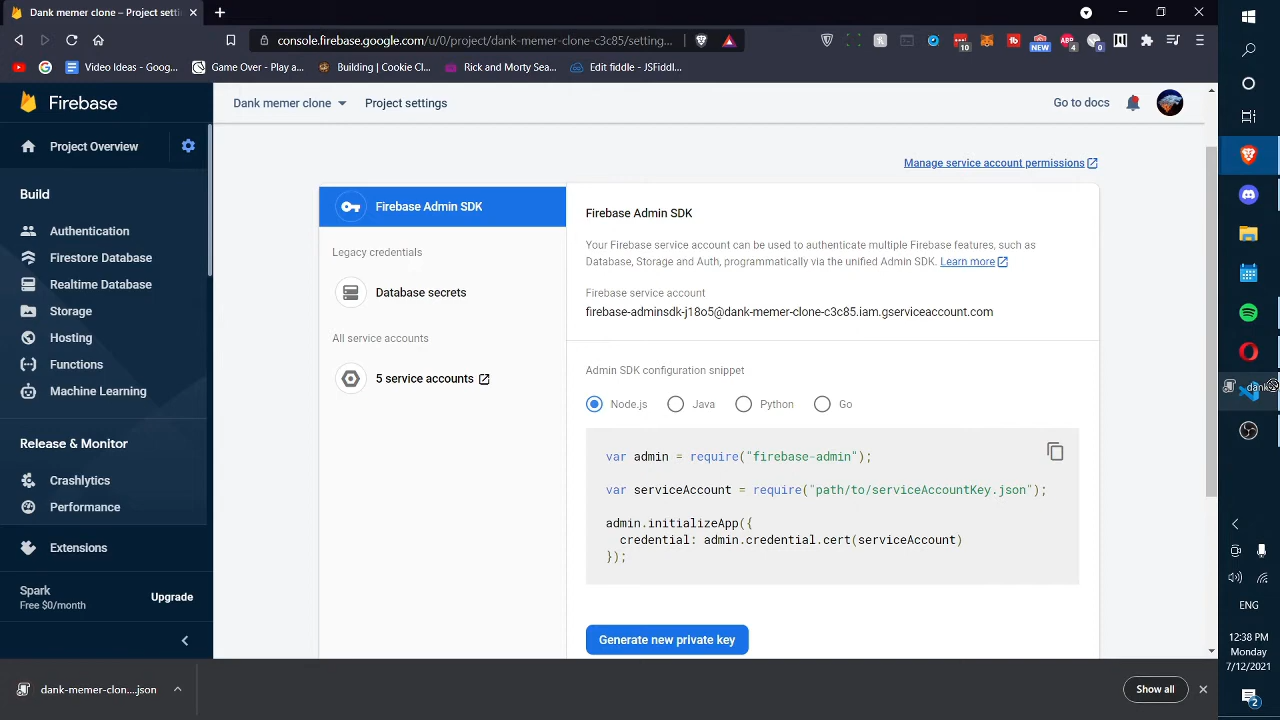 Dank memer clone – Project setti
console.firebase.google.com/u/0/project/dank-memer-clone-c3c85/setting...
10
NEW
4
0
Video Ideas - Goog...
Game Over - Play a...
Building | Cookie Cl...
Rick and Morty Sea...
Edit fiddle - JSFiddl...
Firebase
Dank memer clone
Project settings
Go to docs
Project Overview
Manage service account permissions
Build
Authentication
Firestore Database
Realtime Database
Storage
Hosting
Functions
Machine Learning
Release & Monitor
Crashlytics
Performance
Extensions
Spark
Free $0/month
Upgrade
Firebase Admin SDK
Legacy credentials
Database secrets
All service accounts
5 service accounts
Firebase Admin SDK
Your Firebase service account can be used to authenticate multiple Firebase features, such as
Database, Storage and Auth, programmatically via the unified Admin SDK. Learn more
Firebase service account
firebase-adminsdk-j18o5@dank-memer-clone-c3c85.iam.gserviceaccount.com
Admin SDK configuration snippet
Node.js
Java
Python
Go
var admin = require("firebase-admin");
var serviceAccount = require("path/to/serviceAccountKey.json");
admin.initializeApp({
credential: admin.credential.cert(serviceAccount)
});
Generate new private key
dank-memer-clon....json
Show all
ENG
12:38 PM
Monday
7/12/2021
2